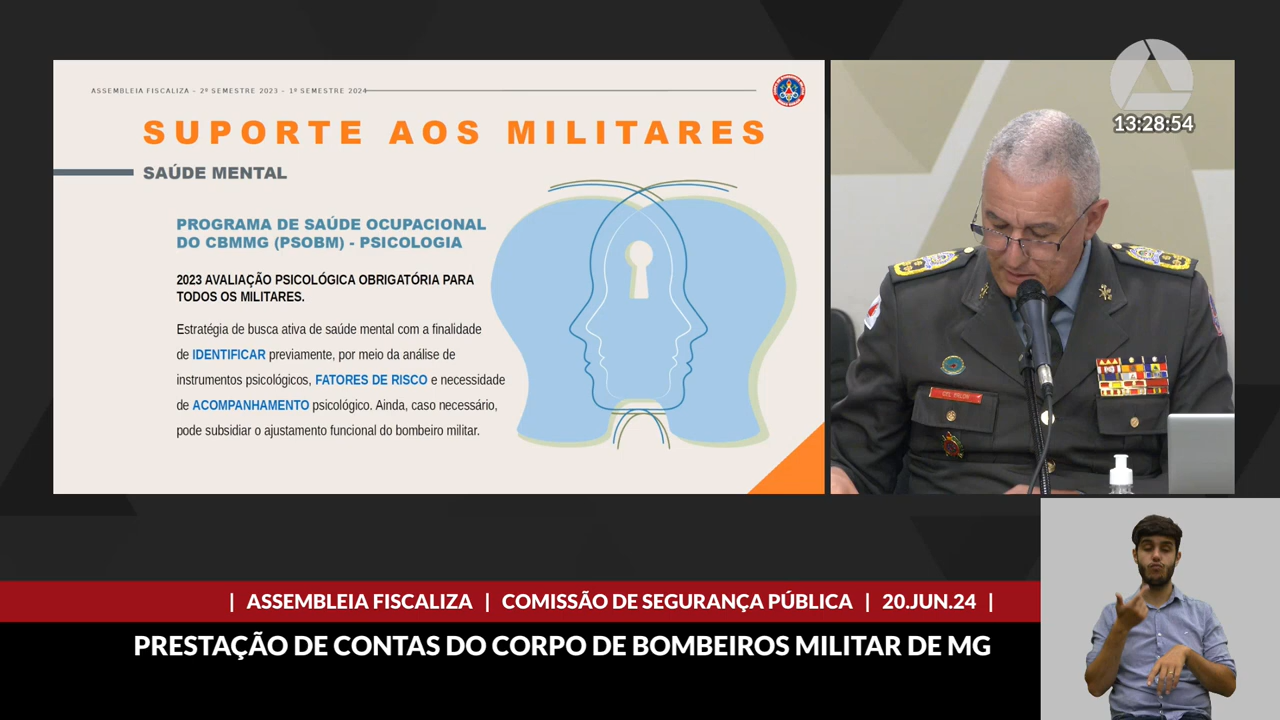 ASSEMBLEIA FISCALIZA - 2º SEMESTRE 2023 - 1º SEMESTRE 2024
SUPORTE AOS MILITARES
SAÚDE MENTAL
PROGRAMA DE SAÚDE OCUPACIONAL
DO CBMMG (PSOBM) - PSICOLOGIA
2023 AVALIAÇÃO PSICOLÓGICA OBRIGATÓRIA PARA
TODOS OS MILITARES.
Estratégia de busca ativa de saúde mental com a finalidade
de IDENTIFICAR previamente, por meio da análise de
instrumentos psicológicos, FATORES DE RISCO e necessidade
de ACOMPANHAMENTO psicológico. Ainda, caso necessário,
pode subsidiar o ajustamento funcional do bombeiro militar.
13:28:54
| ASSEMBLEIA FISCALIZA | COMISSÃO DE SEGURANÇA PÚBLICA | 20.JUN.24 |
PRESTAÇÃO DE CONTAS DO CORPO DE BOMBEIROS MILITAR DE MG